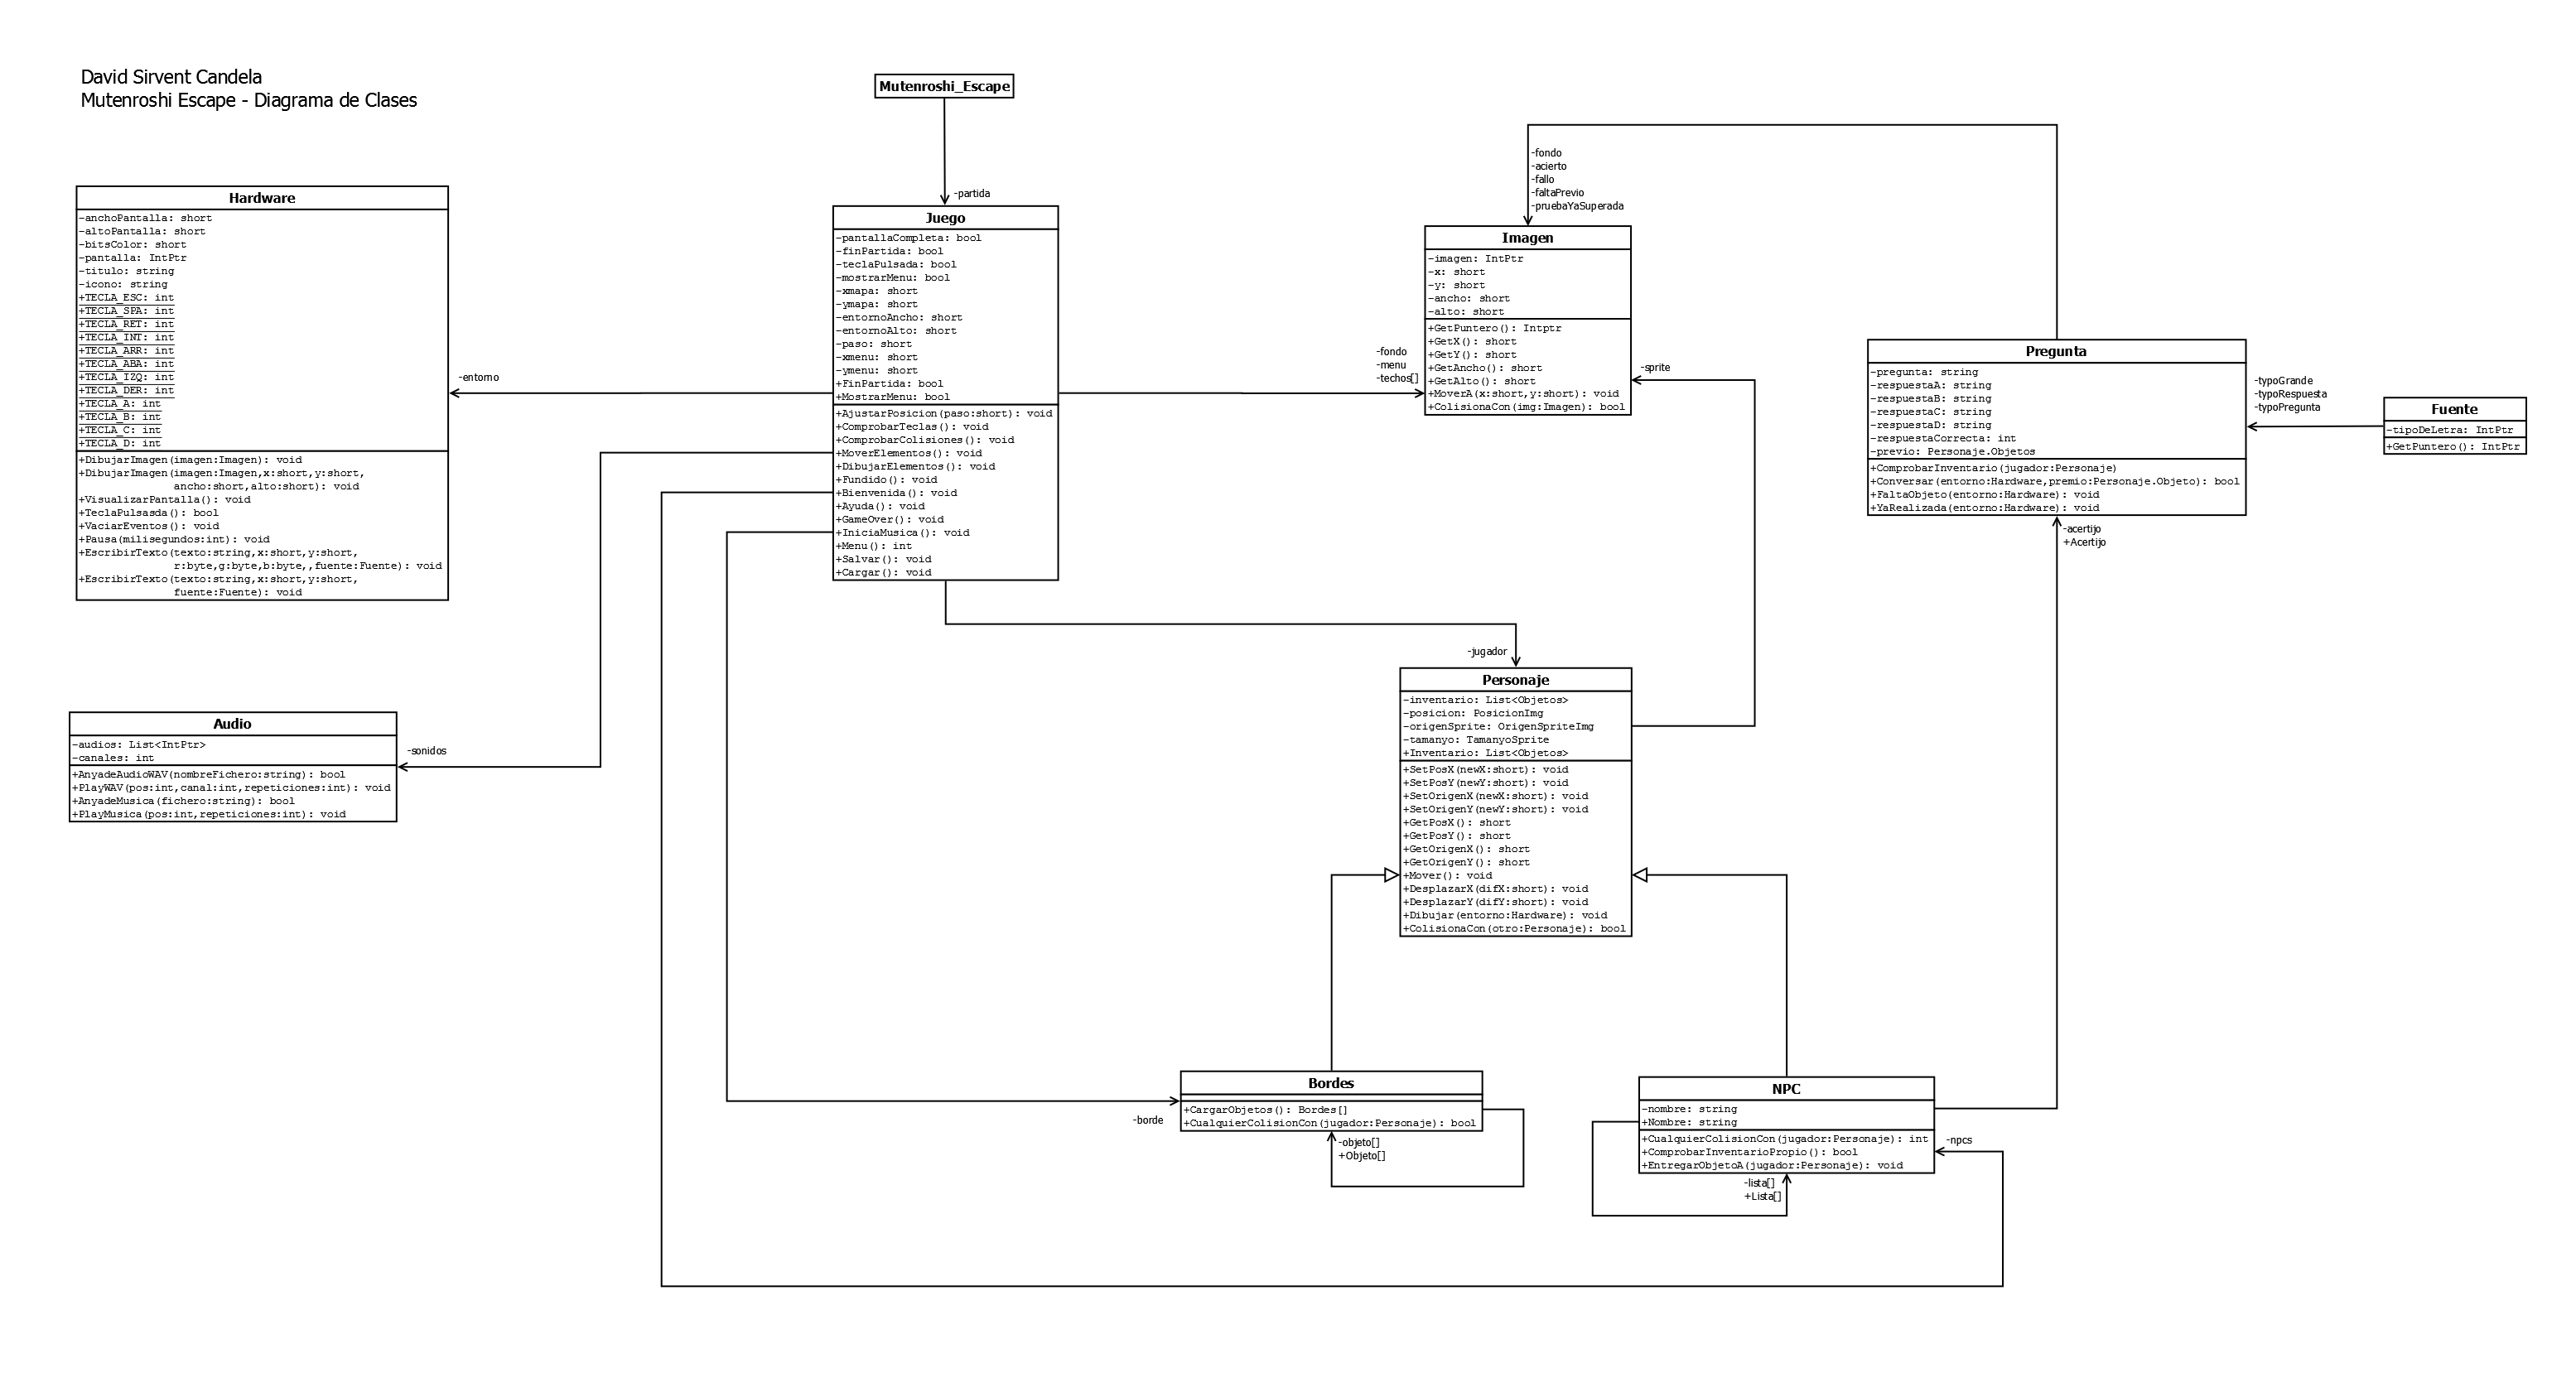 David Sirvent Candela
Mutenroshi Escape - Diagrama de Clases
Mutenroshi_Escape
-partida
Hardware
-anchoPantalla: short
-altoPantalla: short
-bitsColor: short
-pantalla: IntPtr
-titulo: string
-icono: string
+TECLA_ESC: int
+TECLA_SPA: int
+TECLA_RET: int
+TECLA_INT: int
+TECLA_ARR: int
+TECLA_ABA: int
+TECLA_IZQ: int
+TECLA_DER: int
+TECLA_A: int
+TECLA_B: int
+TECLA_C: int
+TECLA_D: int
+DibujarImagen(imagen:Imagen): void
+DibujarImagen(imagen:Imagen,x:short,y:short,
ancho:short,alto:short): void
+VisualizarPantalla(): void
+TeclaPulsasda(): bool
+VaciarEventos(): void
+Pausa(milisegundos:int): void
+EscribirTexto(texto:string,x:short,y:short,
r:byte,g:byte,b:byte,,fuente:Fuente): void
+EscribirTexto(texto:string,x:short,y:short,
fuente:Fuente): void
-entorno
Juego
-pantallaCompleta: bool
-finPartida: bool
-teclaPulsada: bool
-mostrarMenu: bool
-xmapa: short
-ymapa: short
-entornoAncho: short
-entornoAlto: short
-paso: short
-xmenu: short
-ymenu: short
+FinPartida: bool
+MostrarMenu: bool
+AjustarPosicion(paso:short): void
+ComprobarTeclas(): void
+ComprobarColisiones(): void
+MoverElementos(): void
+DibujarElementos(): void
+Fundido(): void
+Bienvenida(): void
+Ayuda(): void
+GameOver(): void
+IniciaMusica(): void
+Menu(): int
+Salvar(): void
+Cargar(): void
-fondo
-menu
-techos[]
-fondo
-acierto
-fallo
-faltaPrevio
-pruebaYaSuperada
Imagen
-imagen: IntPtr
-x: short
-y: short
-ancho: short
-alto: short
+GetPuntero(): Intptr
+GetX(): short
+GetY(): short
+GetAncho(): short
+GetAlto(): short
+MoverA(x:short,y:short): void
+ColisionaCon(img:Imagen): bool
-sprite
Pregunta
-pregunta: string
-respuestaA: string
-respuestaB: string
-respuestaC: string
-respuestaD: string
-respuestaCorrecta: int
-previo: Personaje.Objetos
+ComprobarInventario(jugador:Personaje)
+Conversar(entorno:Hardware,premio:Personaje.Objeto): bool
+FaltaObjeto(entorno:Hardware): void
+YaRealizada(entorno:Hardware): void
-typoGrande
-typoRespuesta
-typoPregunta
Fuente
-tipoDeLetra: IntPtr
+GetPuntero(): IntPtr
-acertijo
+Acertijo
-jugador
Personaje
-inventario: List<Objetos>
-posicion: PosicionImg
-origenSprite: OrigenSpriteImg
-tamanyo: TamanyoSprite
+Inventario: List<Objetos>
+SetPosX(newX:short): void
+SetPosY(newY:short): void
+SetOrigenX(newX:short): void
+SetOrigenY(newY:short): void
+GetPosX(): short
+GetPosY(): short
+GetOrigenX(): short
+GetOrigenY(): short
+Mover(): void
+DesplazarX(difX:short): void
+DesplazarY(difY:short): void
+Dibujar(entorno:Hardware): void
+ColisionaCon(otro:Personaje): bool
Audio
-audios: List<IntPtr>
-canales: int
+AnyadeAudioWAV(nombreFichero:string): bool
+PlayWAV(pos:int,canal:int,repeticiones:int): void
+AnyadeMusica(fichero:string): bool
+PlayMusica(pos:int,repeticiones:int): void
-sonidos
Bordes
+CargarObjetos(): Bordes[]
+CualquierColisionCon(jugador:Personaje): bool
-borde
-objeto[]
+Objeto[]
NPC
-nombre: string
+Nombre: string
+CualquierColisionCon(jugador:Personaje): int
+ComprobarInventarioPropio(): bool
+EntregarObjetoA(jugador:Personaje): void
-npcs
-lista[]
+Lista[]